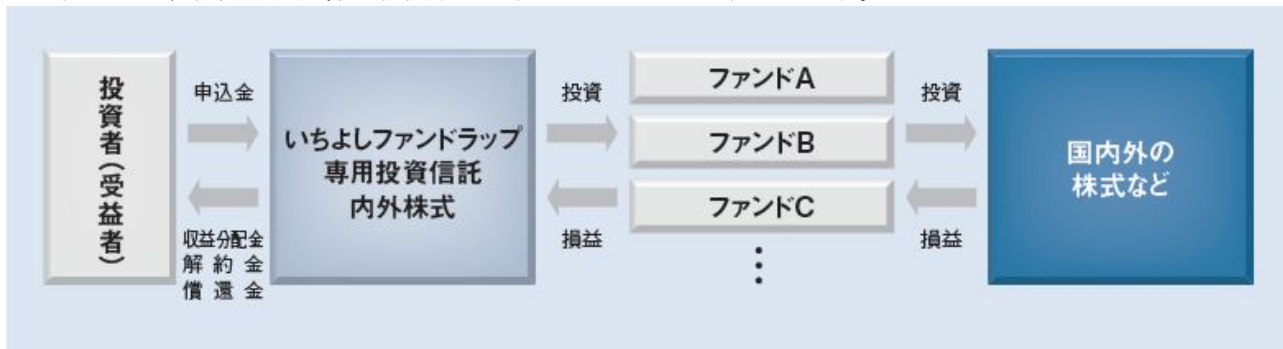 投資者(受益者)
申込金
収益分配金
解約金
償還金
いちよしファンドラップ
専用投資信託
内外株式
投資
損益
ファンドA
ファンドB
ファンドC
⋮
投資
損益
国内外の
株式など